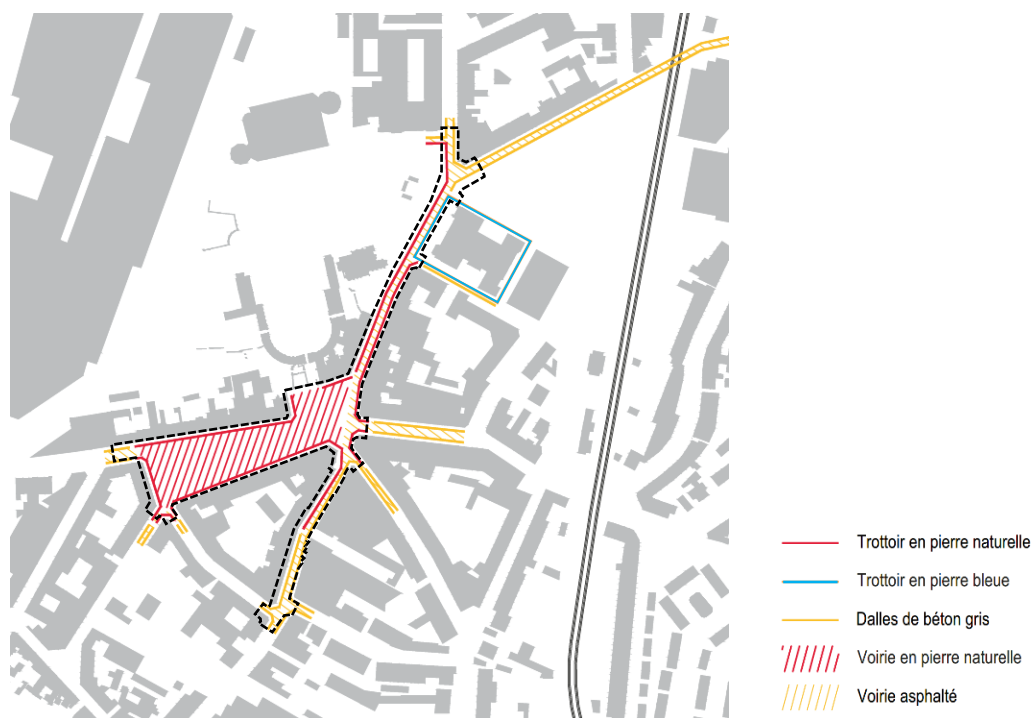 Trottoir en pierre naturelle
Trottoir en pierre bleue
Dalles de béton gris
Voirie en pierre naturelle
Voirie asphalté